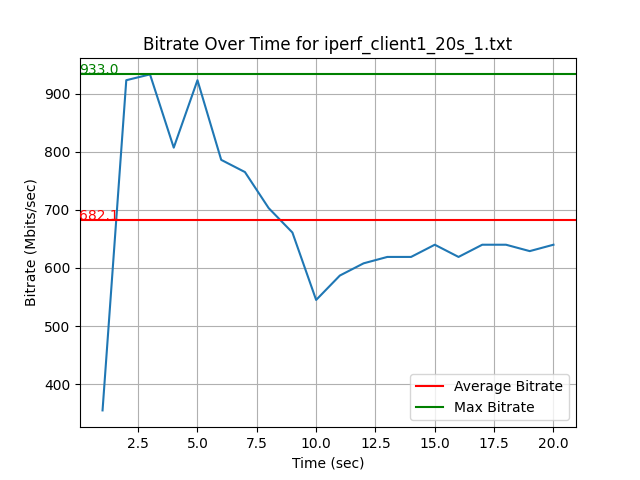 Bitrate Over Time for iperf_client1_20s_1.txt
933.0
900
800
700
682.1
600
500
400
Bitrate (Mbits/sec)
Average Bitrate
Max Bitrate
2.5 5.0 7.5 10.0 12.5 15.0 17.5 20.0
Time (sec)